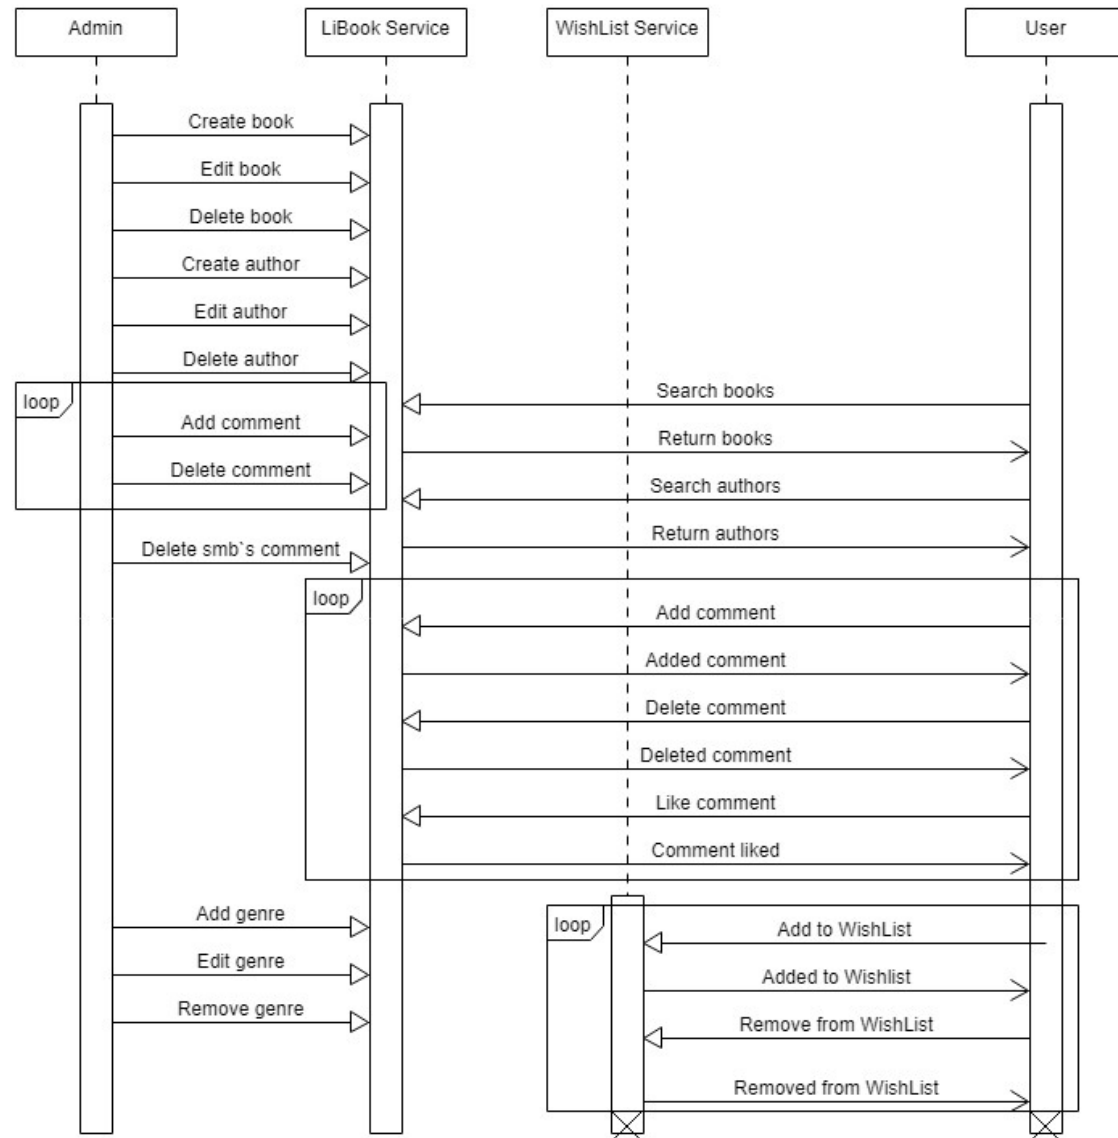 Admin
LiBook Service
WishList Service
User
Create book
Edit book
Delete book
Create author
Edit author
Delete author
loop
Search books
Add comment
Return books
Delete comment
Search authors
Return authors
Delete smb`s comment
loop
Add comment
Added comment
Delete comment
Deleted comment
Like comment
Comment liked
Add genre
loop
Add to WishList
Edit genre
Added to Wishlist
Remove genre
Remove from WishList
Removed from WishList